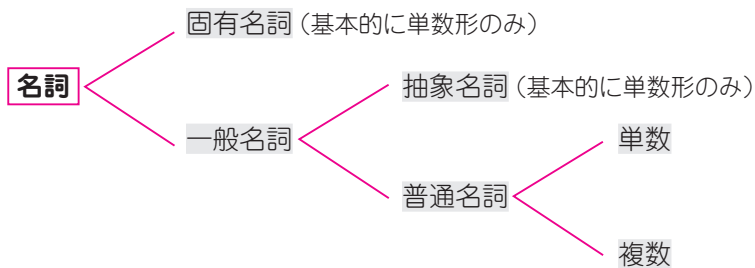 固有名詞（基本的に単数形のみ）
名詞
抽象名詞（基本的に単数形のみ）
一般名詞
単数
普通名詞
複数